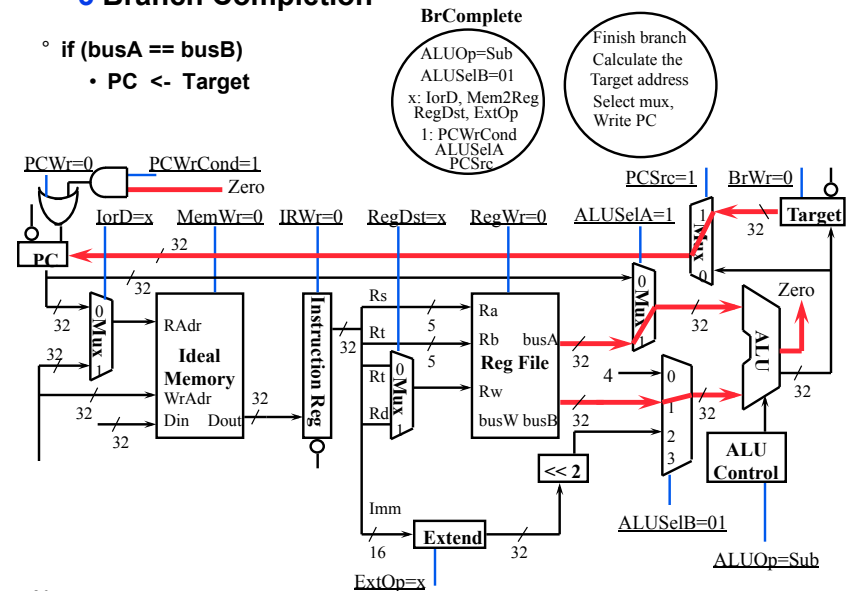 Branch Completion
° if (busA == busB)
• PC <- Target
BrComplete
ALUOp=Sub
ALUSelB=01
x: IorD, Mem2Reg
RegDst, ExtOp
1: PCWrCond
ALUSelA
PCSrc
Finish branch
Calculate the
Target address
Select mux,
Write PC
PCWr=0
PCWrCond=1
Zero
PCSrc=1
BrWr=0
IorD=x
MemWr=0
IRWr=0
RegDst=x
RegWr=0
ALUSelA=1
1
Mux
0
32
Target
PC
32
32
32
32
32
0
Mux
1
RAdr
Ideal
Memory
WrAdr
Din
Dout
32
32
32
Instruction Reg
32
Rs
Rt
5
5
Rt
Rd
0
Mux
1
Ra
Rb
busA
Reg File
Rw
busW
busB
32
32
0
Mux
1
32
4
0
1
2
3
32
ALU
Zero
32
<< 2
ALU
Control
Imm
16
Extend
32
ALUSelB=01
ALUOp=Sub
ExtOp=x